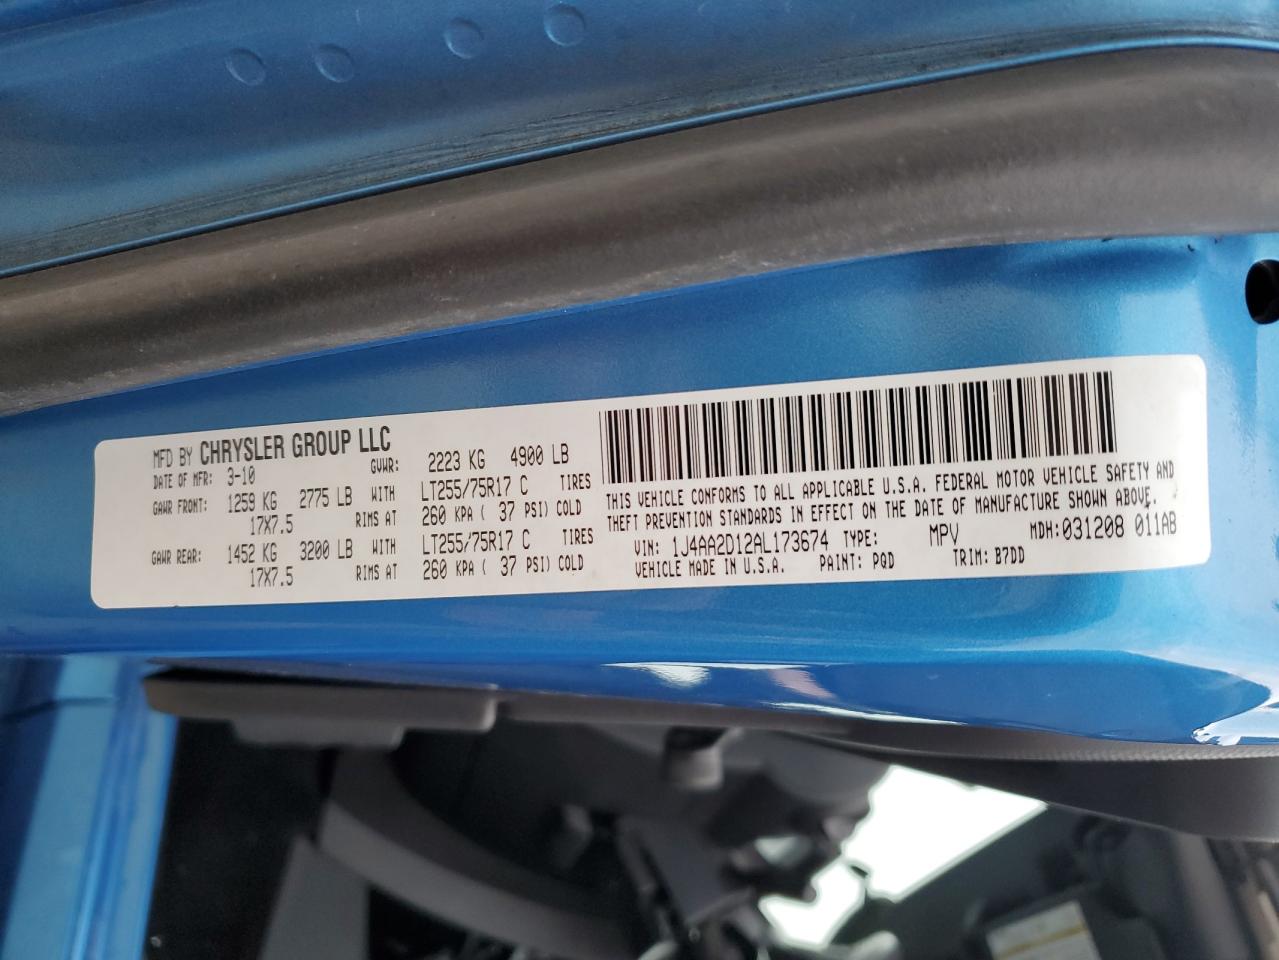 MFD BY CHRYSLER GROUP LLC
DATE OF MFR: 3-10 GVWR: 2223 KG 4900 LB
GAWR FRONT: 1259 KG 2775 LB WITH LT255/75R17 C TIRES
17X7.5 RIMS AT 260 KPA ( 37 PSI) COLD
GAWR REAR: 1452 KG 3200 LB WITH LT255/75R17 C TIRES
17X7.5 RIMS AT 260 KPA ( 37 PSI) COLD
THIS VEHICLE CONFORMS TO ALL APPLICABLE U.S.A. FEDERAL MOTOR VEHICLE SAFETY AND
THEFT PREVENTION STANDARDS IN EFFECT ON THE DATE OF MANUFACTURE SHOWN ABOVE.
VIN: 1J4AA2D12AL173674 TYPE: MPV MDH: 031208 011AB
VEHICLE MADE IN U.S.A. PAINT: PQD TRIM: B7DD